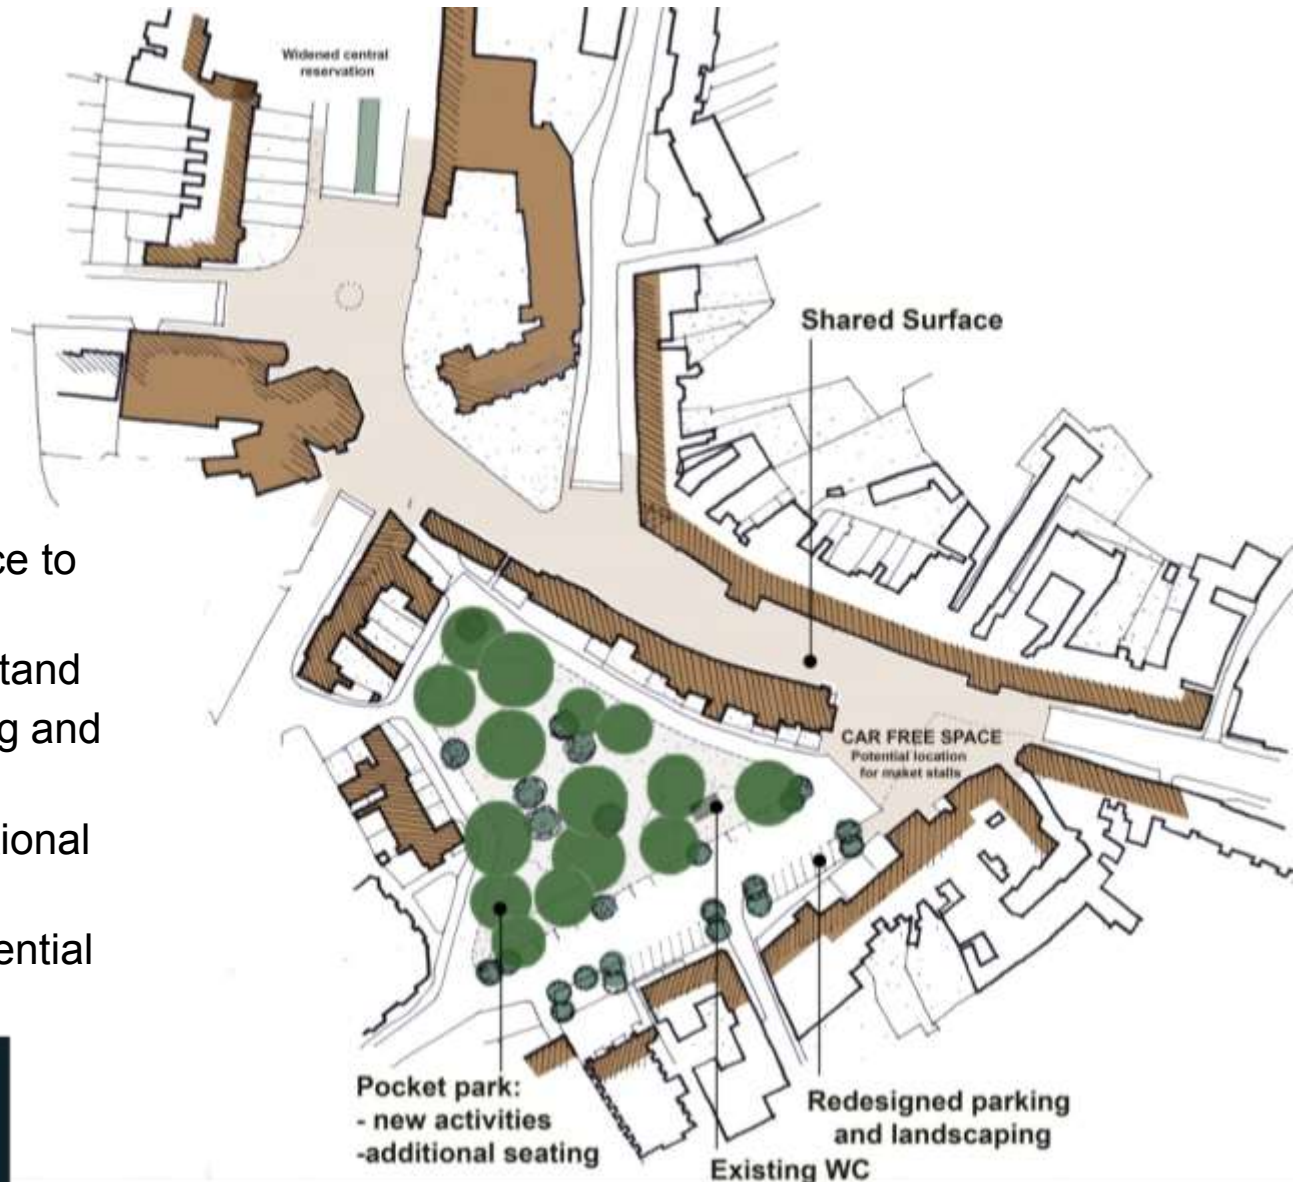 Widened central
reservation
Shared Surface
ce to
tand
g and
CAR FREE SPACE
Potential location
for maket stalls
ional
ential
Pocket park:
- new activities
-additional seating
Redesigned parking
and landscaping
Existing WC